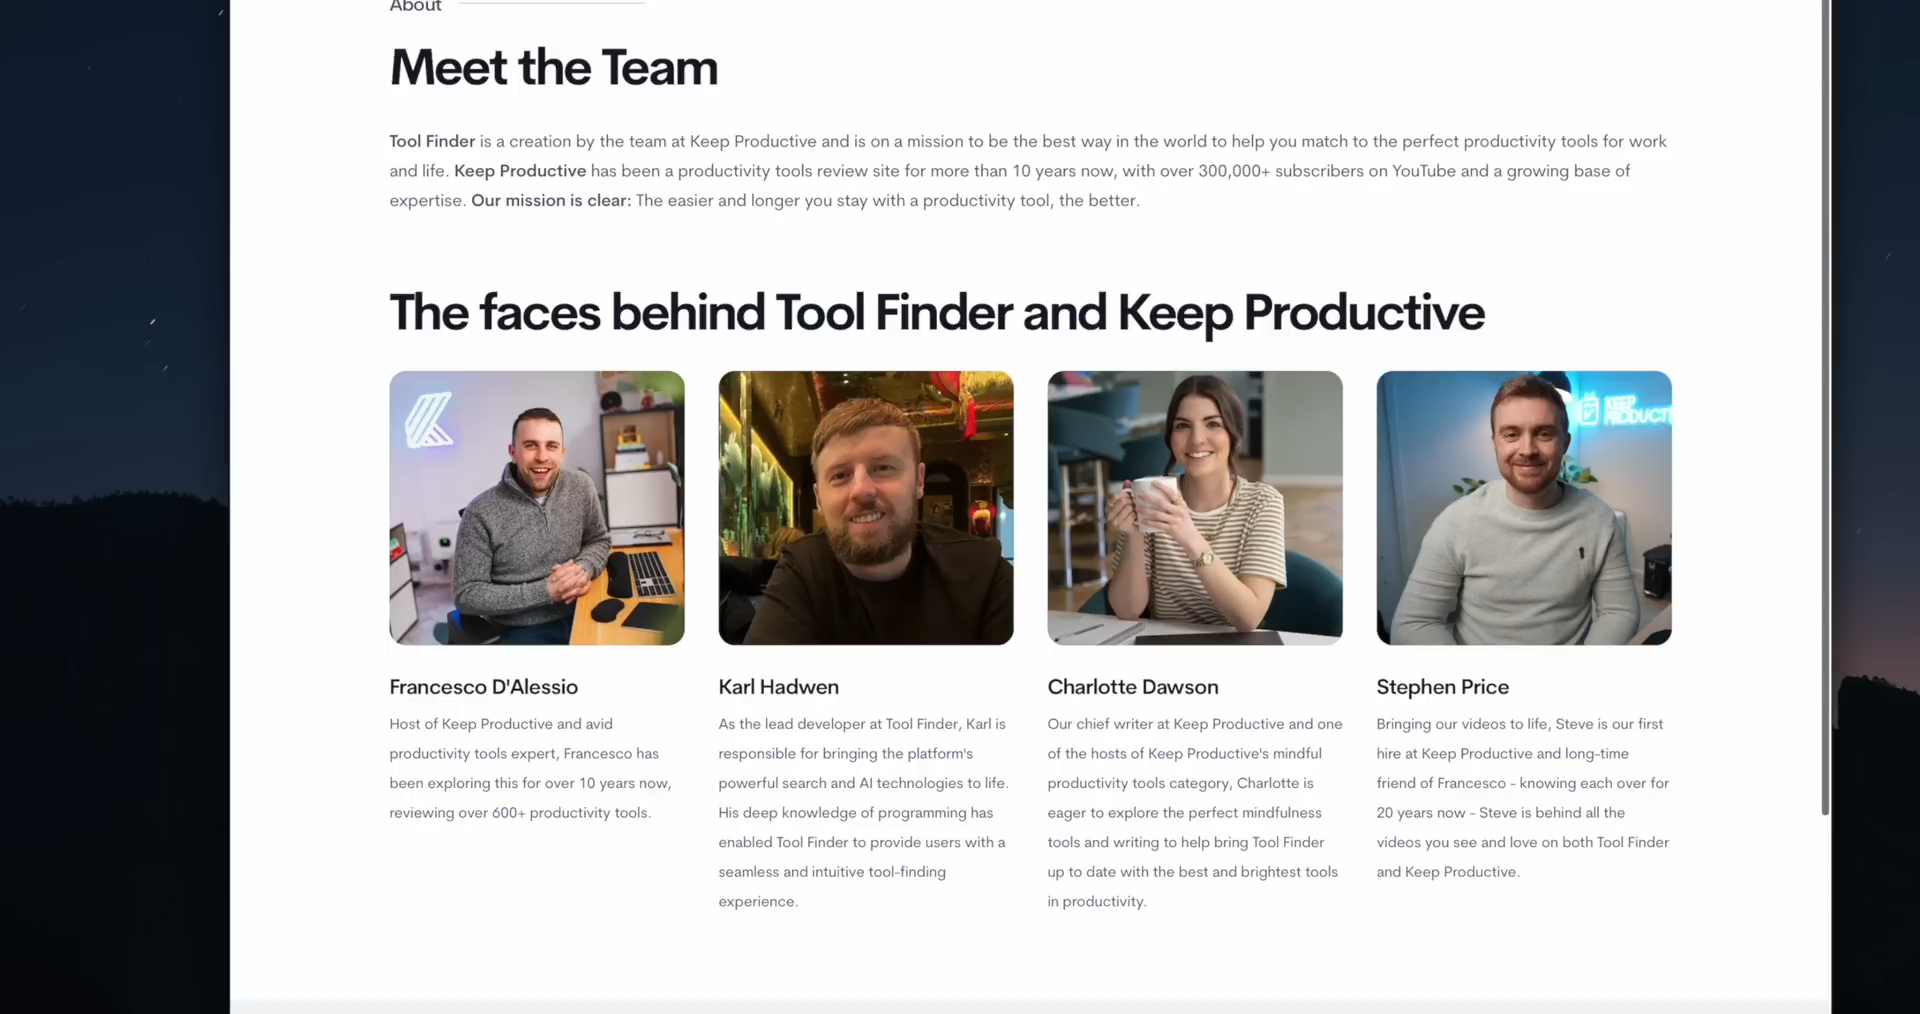 About
Meet the Team
Tool Finder is a creation by the team at Keep Productive and is on a mission to be the best way in the world to help you match to the perfect productivity tools for work
and life. Keep Productive has been a productivity tools review site for more than 10 years now, with over 300,000+ subscribers on YouTube and a growing base of
expertise. Our mission is clear: The easier and longer you stay with a productivity tool, the better.
The faces behind Tool Finder and Keep Productive
KEEP
PRODUCTI
Francesco D'Alessio
Host of Keep Productive and avid
productivity tools expert, Francesco has
been exploring this for over 10 years now,
reviewing over 600+ productivity tools.
Karl Hadwen
As the lead developer at Tool Finder, Karl is
responsible for bringing the platform's
powerful search and AI technologies to life.
His deep knowledge of programming has
enabled Tool Finder to provide users with a
seamless and intuitive tool-finding
experience.
Charlotte Dawson
Our chief writer at Keep Productive and one
of the hosts of Keep Productive's mindful
productivity tools category, Charlotte is
eager to explore the perfect mindfulness
tools and writing to help bring Tool Finder
up to date with the best and brightest tools
in productivity.
Stephen Price
Bringing our videos to life, Steve is our first
hire at Keep Productive and long-time
friend of Francesco - knowing each over for
20 years now - Steve is behind all the
videos you see and love on both Tool Finder
and Keep Productive.